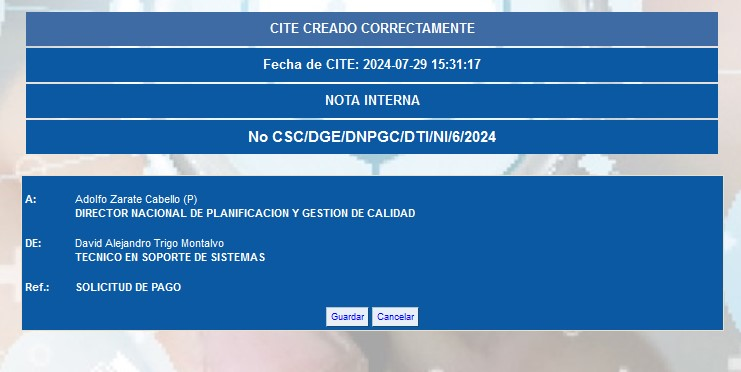 CITE CREADO CORRECTAMENTE
Fecha de CITE: 2024-07-29 15:31:17
NOTA INTERNA
No CSC/DGE/DNPGC/DTI/NI/6/2024
A: Adolfo Zarate Cabello (P)
DIRECTOR NACIONAL DE PLANIFICACION Y GESTION DE CALIDAD
DE: David Alejandro Trigo Montalvo
TECNICO EN SOPORTE DE SISTEMAS
Ref.: SOLICITUD DE PAGO
Guardar Cancelar